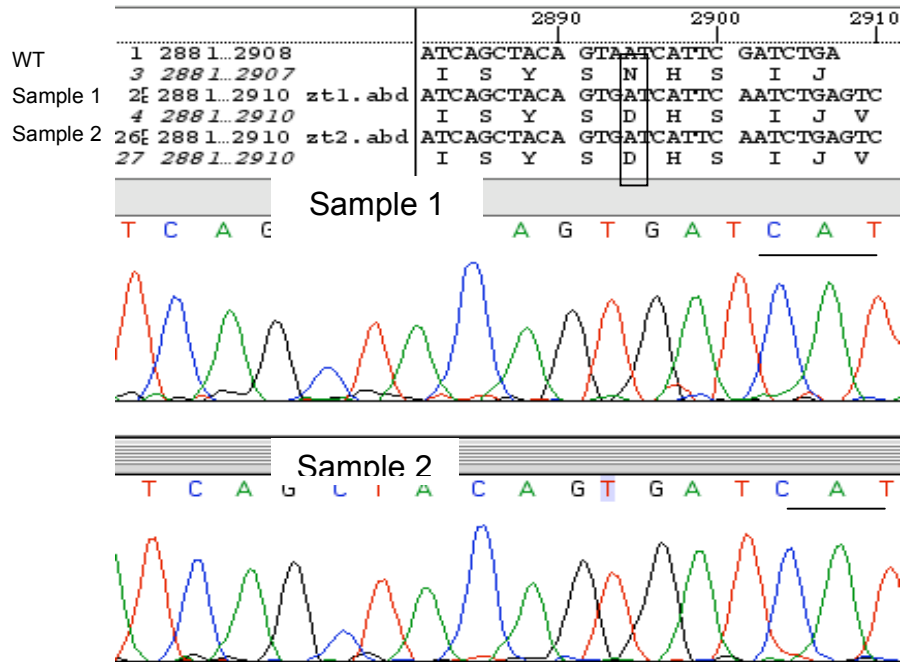 2890 2900 2910
WT 1 2881…2908 ATCAGCTACA GTAATCATTC GATCTGA
3 2881…2907 I S Y S N H S I J
Sample 1 2881…2910 zt1.abd ATCAGCTACA GTGATCATTC AATCTGAGTC
4 2881…2910 I S Y S D H S I J V
Sample 2 2881…2910 zt2.abd ATCAGCTACA GTGATCATTC AATCTGAGTC
27 2881…2910 I S Y S D H S I J V
Sample 1
T C A G A G T G A T C A T
Sample 2
T C A G C T A C A G T G A T C A T